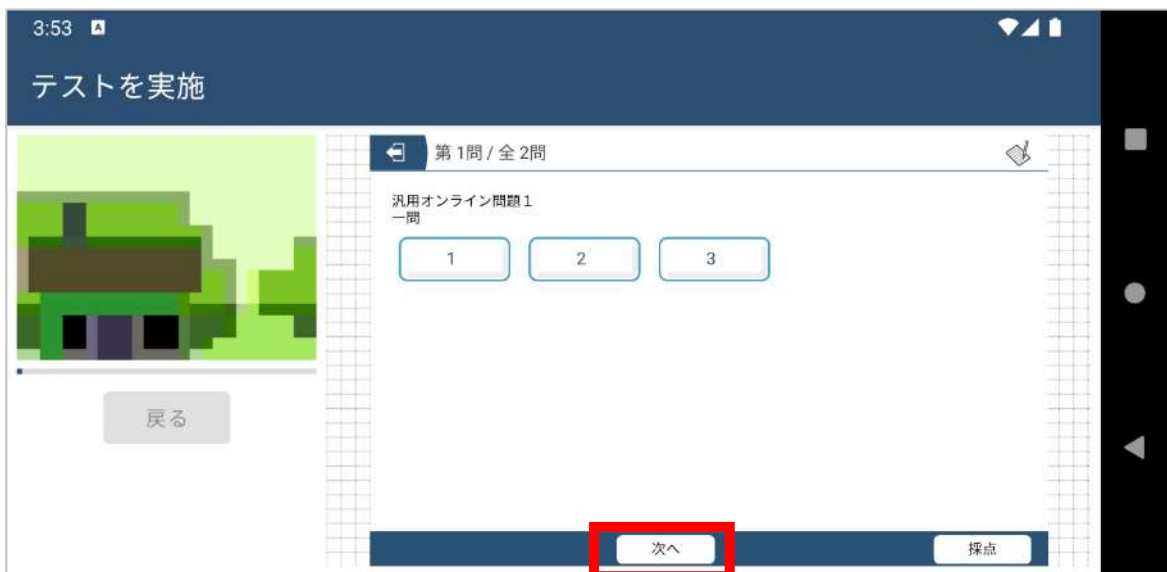 3:53 A
テストを実施
第 1問 / 全 2問
汎用オンライン問題１
一問
1 2 3
戻る
次へ 採点